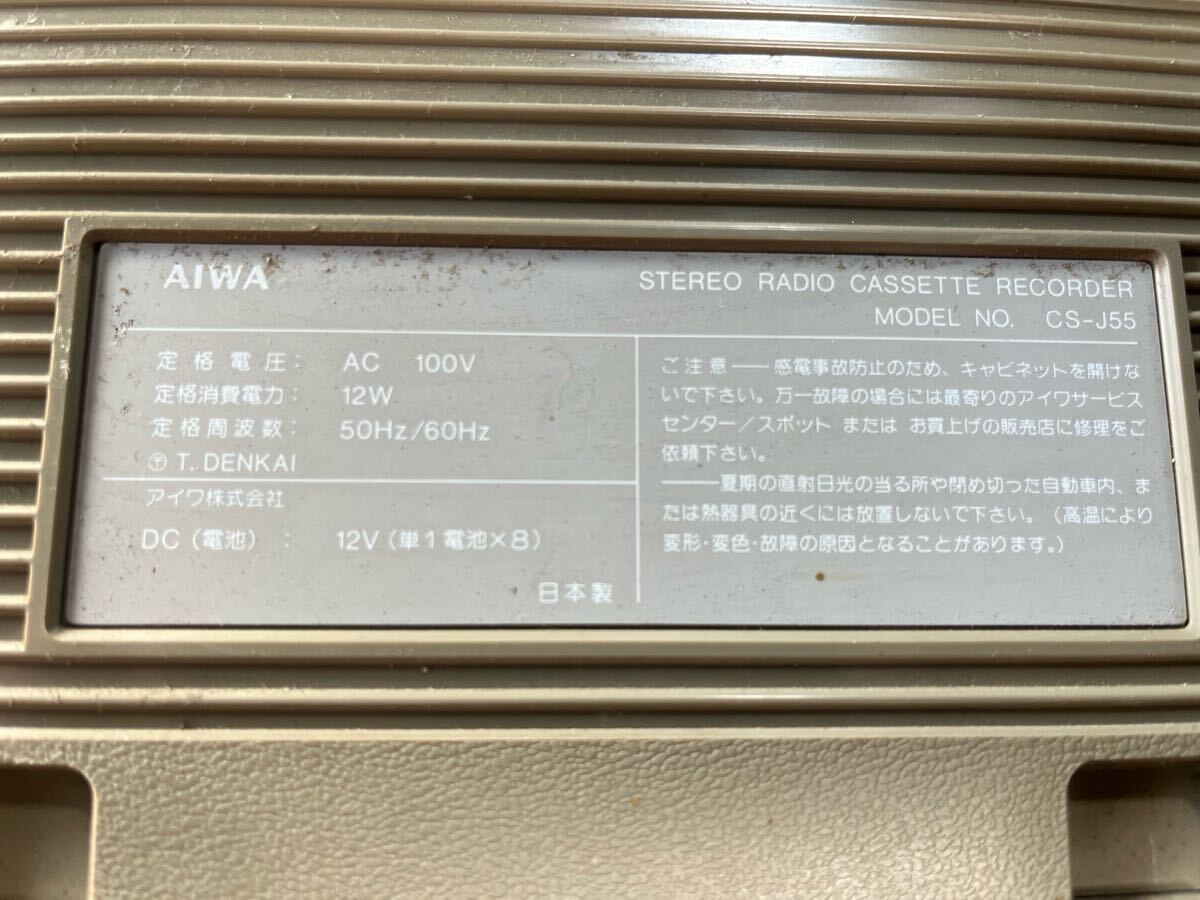 AIWA
STEREO RADIO CASSETTE RECORDER
MODEL NO. CS-J55
定格電圧: AC 100V
定格消費電力: 12W
定格周波数: 50Hz/60Hz
〶 T. DENKAI
アイワ株式会社
DC (電池) : 12V (単1電池×8)
日本製
ご注意――感電事故防止のため、キャビネットを開けな
いで下さい。万一故障の場合には最寄りのアイワサービス
センター/スポット または お買上げの販売店に修理をご
依頼下さい。
――夏期の直射日光の当る所や閉め切った自動車内、ま
たは熱器具の近くには放置しないで下さい。(高温により
変形・変色・故障の原因となることがあります。)